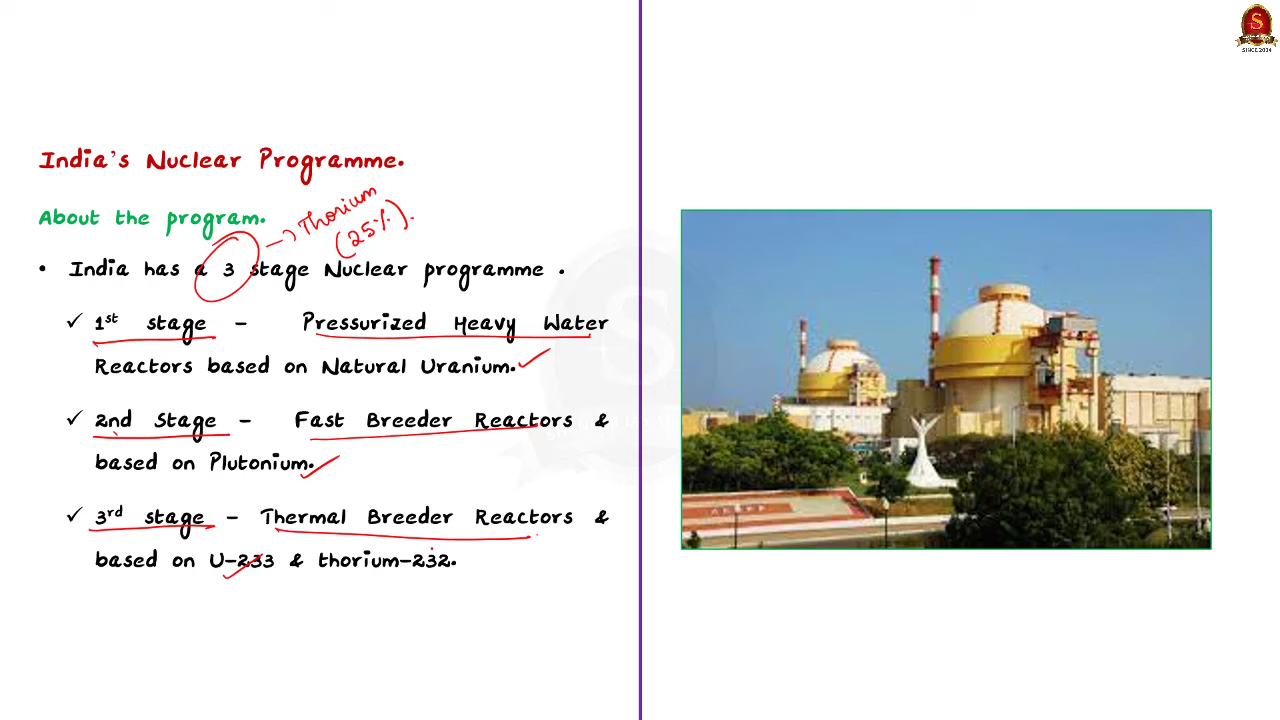 India's Nuclear Programme.
About the program.
→ Thorium
(25%).
• India has a 3 stage Nuclear programme .
✓ 1st stage – Pressurized Heavy Water
Reactors based on Natural Uranium.
✓ 2nd Stage – Fast Breeder Reactors &
based on Plutonium.
✓ 3rd stage – Thermal Breeder Reactors &
based on U-233 & thorium-232.
S
SINCE 2004